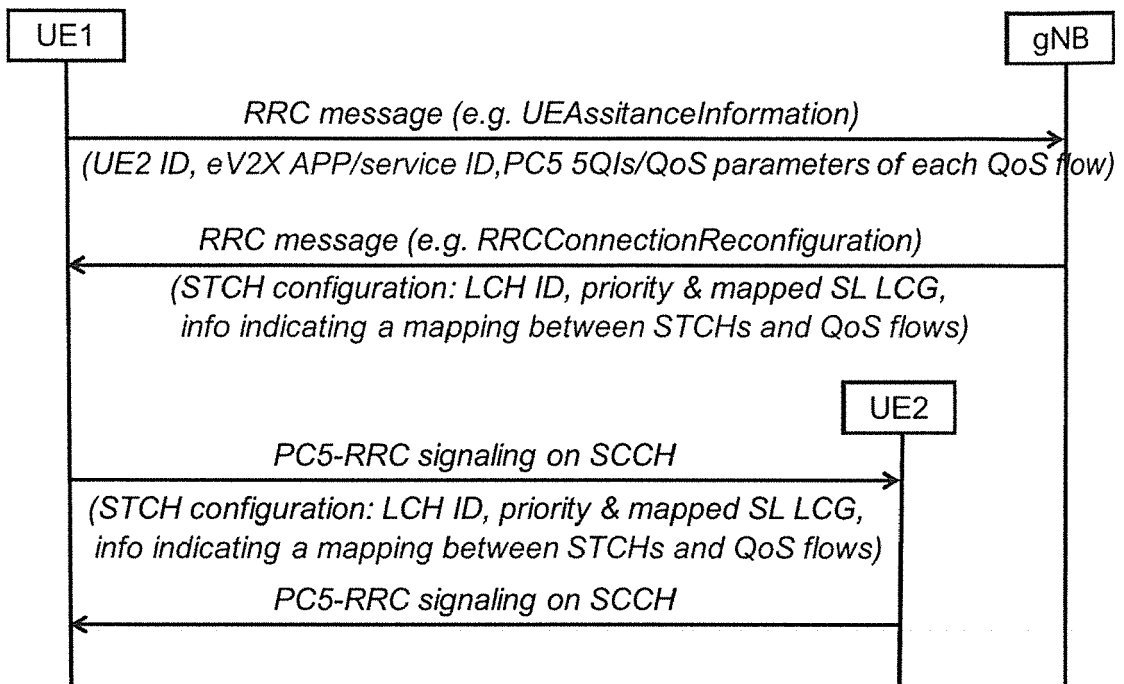 UE1
gNB
RRC message (e.g. UEAssitanceInformation)
(UE2 ID, eV2X APP/service ID,PC5 5QIs/QoS parameters of each QoS flow)
RRC message (e.g. RRCConnectionReconfiguration)
(STCH configuration: LCH ID, priority & mapped SL LCG,
info indicating a mapping between STCHs and QoS flows)
UE2
PC5-RRC signaling on SCCH
(STCH configuration: LCH ID, priority & mapped SL LCG,
info indicating a mapping between STCHs and QoS flows)
PC5-RRC signaling on SCCH